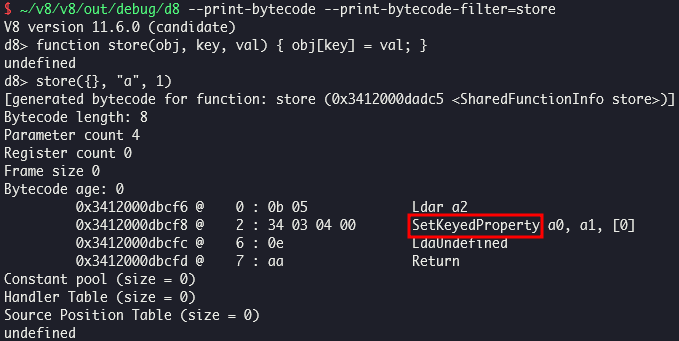 $ ~/v8/v8/out/debug/d8 --print-bytecode --print-bytecode-filter=store
V8 version 11.6.0 (candidate)
d8> function store(obj, key, val) { obj[key] = val; }
undefined
d8> store({}, "a", 1)
[generated bytecode for function: store (0x3412000dadc5 <SharedFunctionInfo store>)]
Bytecode length: 8
Parameter count 4
Register count 0
Frame size 0
Bytecode age: 0
0x3412000dbcf6 @ 0 : 0b 05 Ldar a2
0x3412000dbcf8 @ 2 : 34 03 04 00 SetKeyedProperty a0, a1, [0]
0x3412000dbcfc @ 6 : 0e LdaUndefined
0x3412000dbcfd @ 7 : aa Return
Constant pool (size = 0)
Handler Table (size = 0)
Source Position Table (size = 0)
undefined